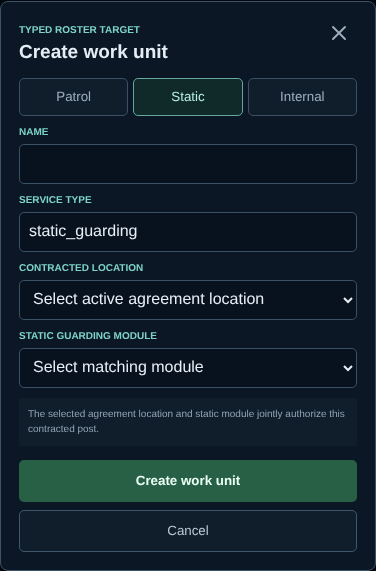 TYPED ROSTER TARGET
Create work unit
Patrol
Static
Internal
NAME
SERVICE TYPE
static_guarding
CONTRACTED LOCATION
Select active agreement location
STATIC GUARDING MODULE
Select matching module
The selected agreement location and static module jointly authorize this
contracted post.
Create work unit
Cancel